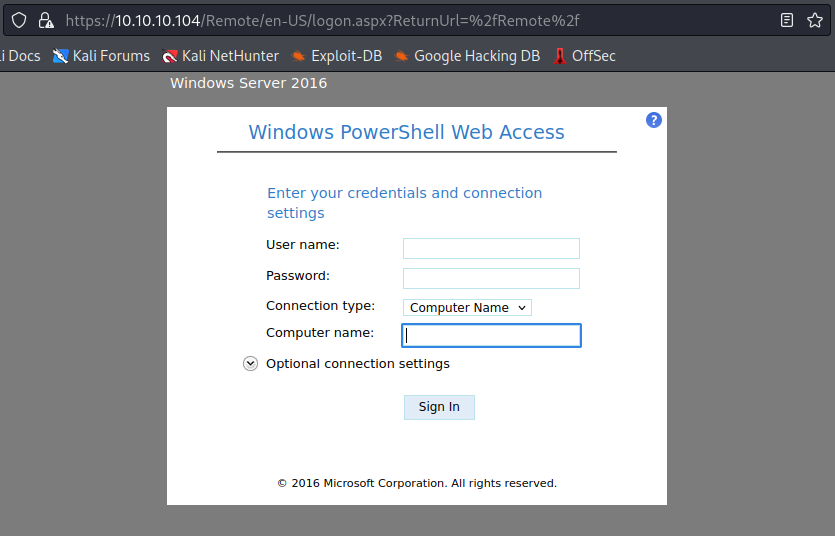 https://10.10.10.104/Remote/en-US/logon.aspx?ReturnUrl=%2fRemote%2f
i Docs Kali Forums Kali NetHunter Exploit-DB Google Hacking DB OffSec
Windows Server 2016
?
Windows PowerShell Web Access
Enter your credentials and connection
settings
User name:
Password:
Connection type: Computer Name
Computer name:
Optional connection settings
Sign In
© 2016 Microsoft Corporation. All rights reserved.